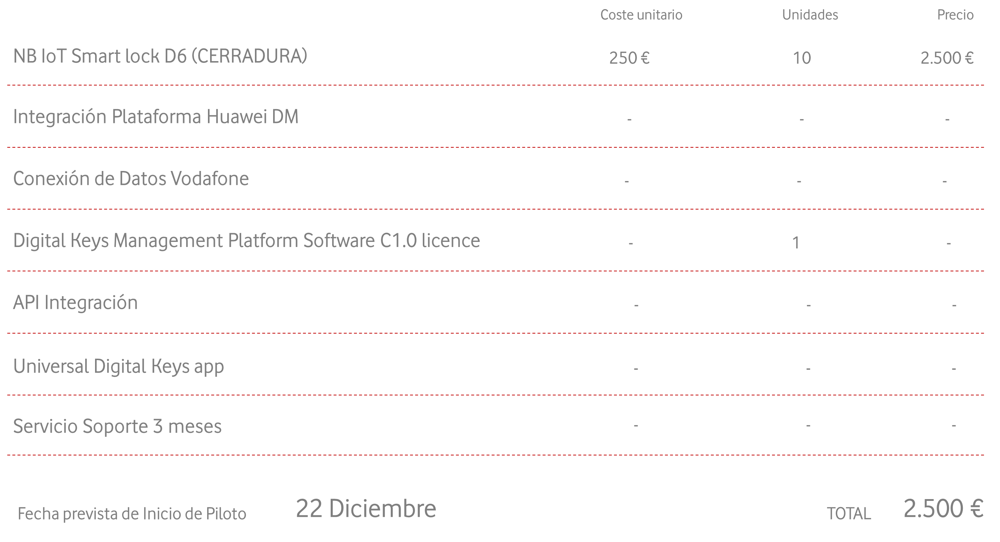 Coste unitario Unidades Precio
NB IoT Smart lock D6 (CERRADURA) 250 € 10 2.500 €
Integración Plataforma Huawei DM - - -
Conexión de Datos Vodafone - - -
Digital Keys Management Platform Software C1.0 licence - 1 -
API Integración - - -
Universal Digital Keys app - - -
Servicio Soporte 3 meses - - -
Fecha prevista de Inicio de Piloto 22 Diciembre TOTAL 2.500 €